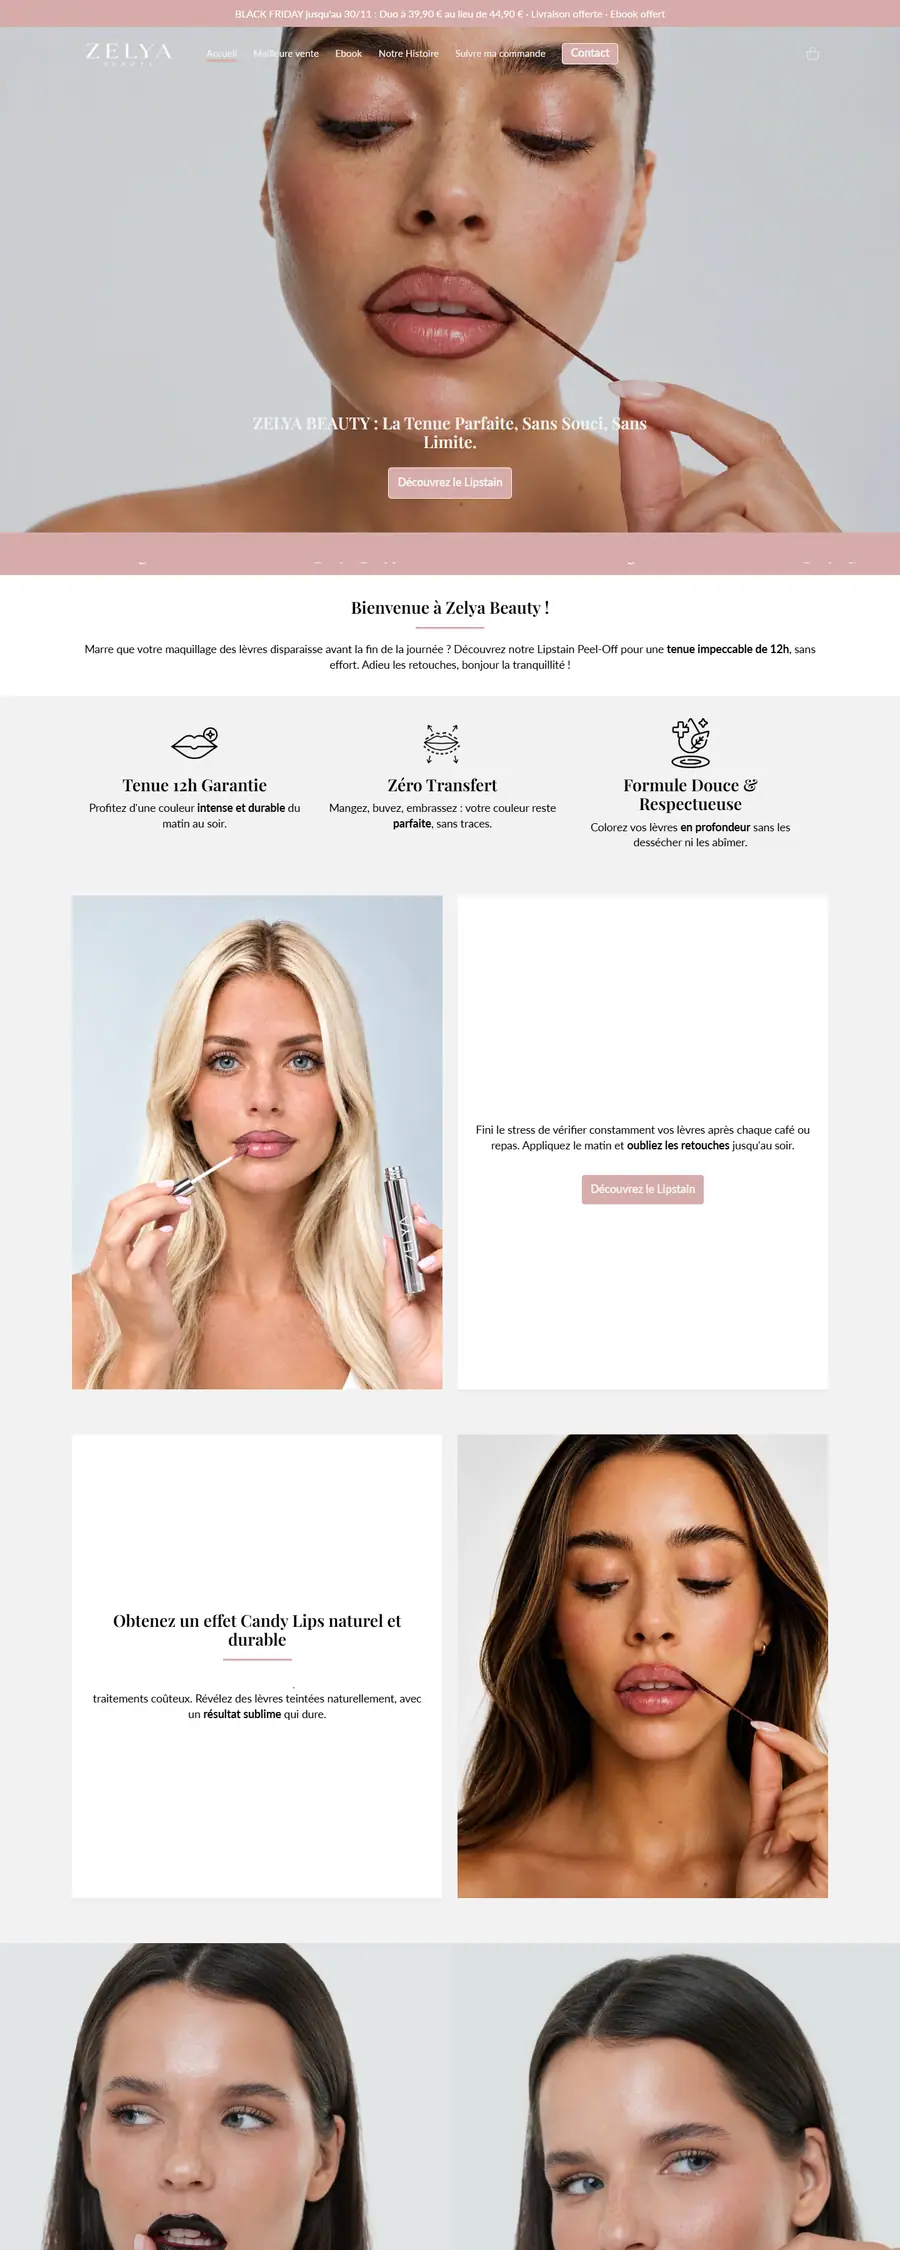 BLACK FRIDAY jusqu'au 30/11 : Duo à 39,90 € au lieu de 44,90 € · Livraison offerte · Ebook offert
ZELYA
BEAUTY
Accueil
Meilleure vente
Ebook
Notre Histoire
Suivre ma commande
Contact
ZELYA BEAUTY : La Tenue Parfaite, Sans Souci, Sans
Limite.
Découvrez le Lipstain
Bienvenue à Zelya Beauty !
Marre que votre maquillage des lèvres disparaisse avant la fin de la journée ? Découvrez notre Lipstain Peel-Off pour une tenue impeccable de 12h, sans
effort. Adieu les retouches, bonjour la tranquillité !
Tenue 12h Garantie
Profitez d'une couleur intense et durable du
matin au soir.
Zéro Transfert
Mangez, buvez, embrassez : votre couleur reste
parfaite, sans traces.
Formule Douce &
Respectueuse
Colorez vos lèvres en profondeur sans les
dessécher ni les abîmer.
ZELYA
Fini le stress de vérifier constamment vos lèvres après chaque café ou
repas. Appliquez le matin et oubliez les retouches jusqu'au soir.
Découvrez le Lipstain
Obtenez un effet Candy Lips naturel et
durable
traitements coûteux. Révélez des lèvres teintées naturellement, avec
un résultat sublime qui dure.